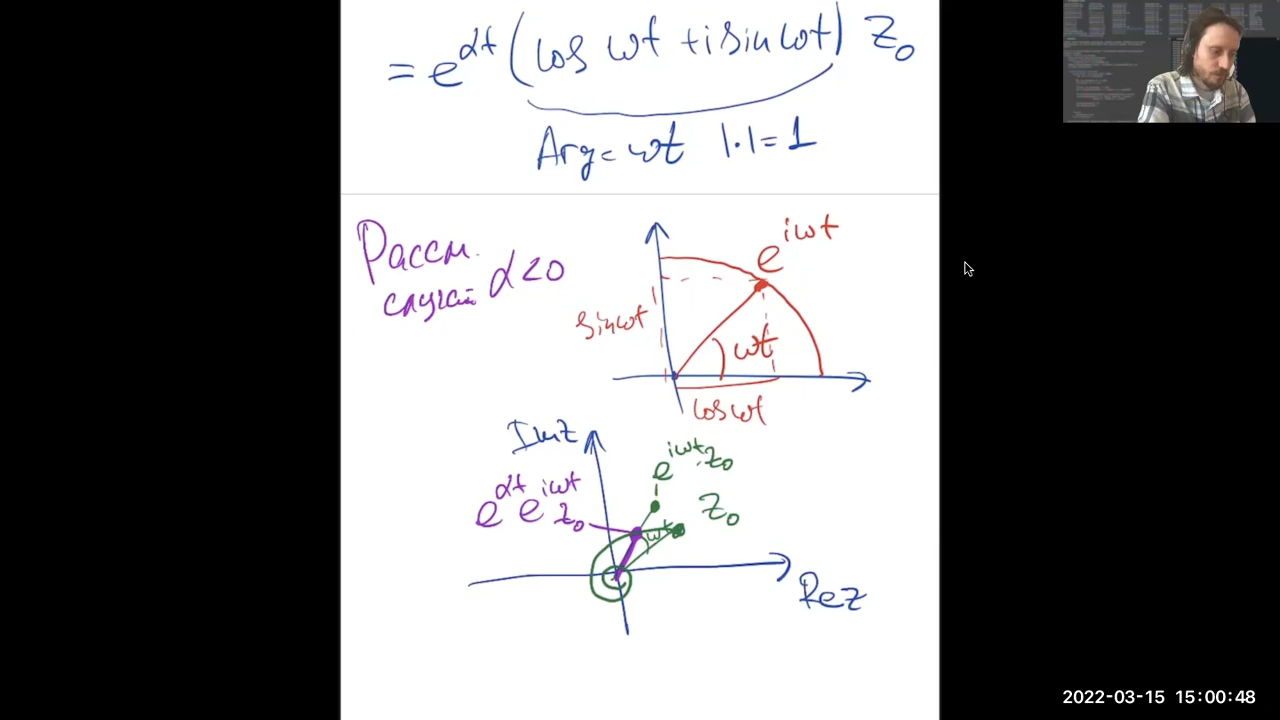 = e^{αt} (cos ωt + i sin ωt) z₀
Arg = ωt |·| = 1
Рассм.
случай α<0
e^{iωt}
sin ωt
ωt
cos ωt
Im z
e^{iωt}·z₀
e^{αt} e^{iωt} z₀
z₀
ωt
Re z
2022-03-15 15:00:48